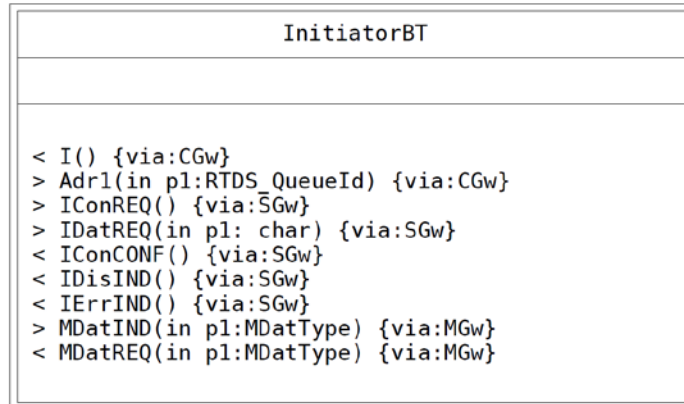 InitiatorBT
< I() {via:CGw}
> Adr1(in p1:RTDS_QueueId) {via:CGw}
> IConREQ() {via:SGw}
> IDatREQ(in p1: char) {via:SGw}
< IConCONF() {via:SGw}
< IDisIND() {via:SGw}
< IErrIND() {via:SGw}
> MDatIND(in p1:MDatType) {via:MGw}
< MDatREQ(in p1:MDatType) {via:MGw}